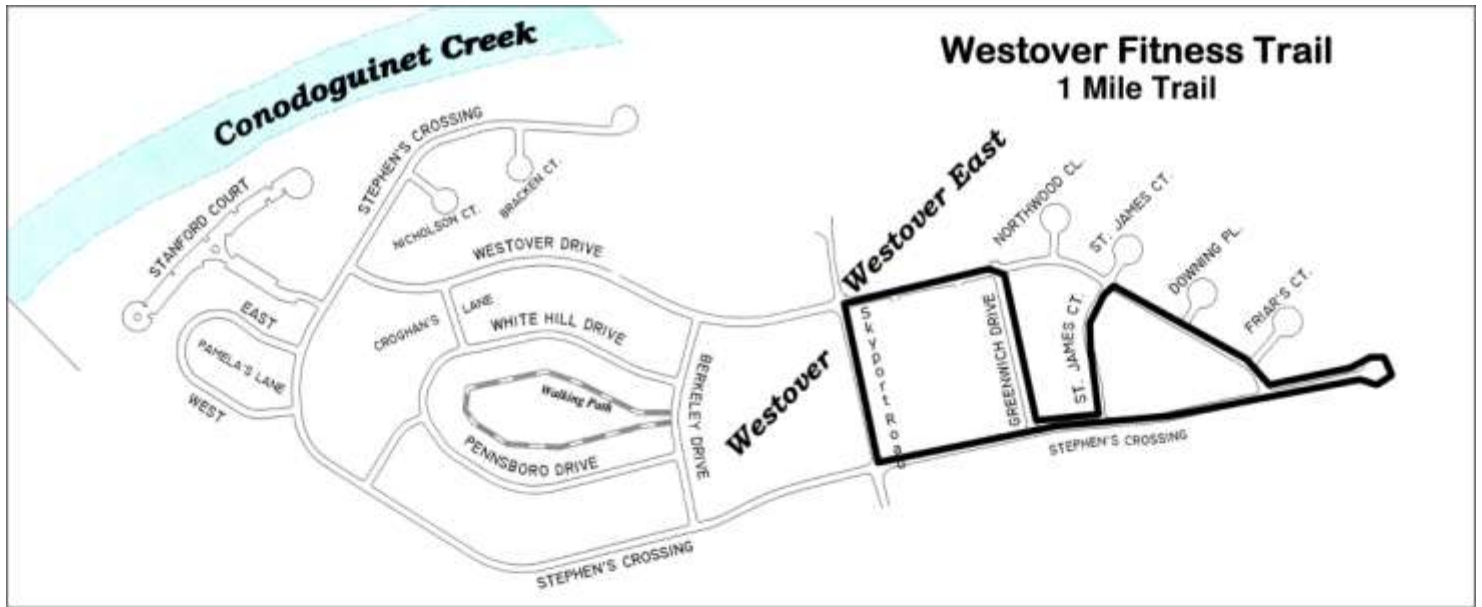 Westover Fitness Trail
1 Mile Trail
Conodoguinet Creek
STEPHEN'S CROSSING
STANFORD COURT
NICHOLSON CT.
BRACKEN CT.
WESTOVER DRIVE
EAST
PAMELA'S LANE
WEST
CROGHAN'S
LANE
WHITE HILL DRIVE
Walking Path
PENNSBORO DRIVE
BERKELEY DRIVE
STEPHEN'S CROSSING
Westover
Westover East
Skyport Road
NORTHWOOD CL.
ST. JAMES CT.
DOWNING PL.
FRIAR'S CT.
GREENWICH DRIVE
ST. JAMES CT.
STEPHEN'S CROSSING